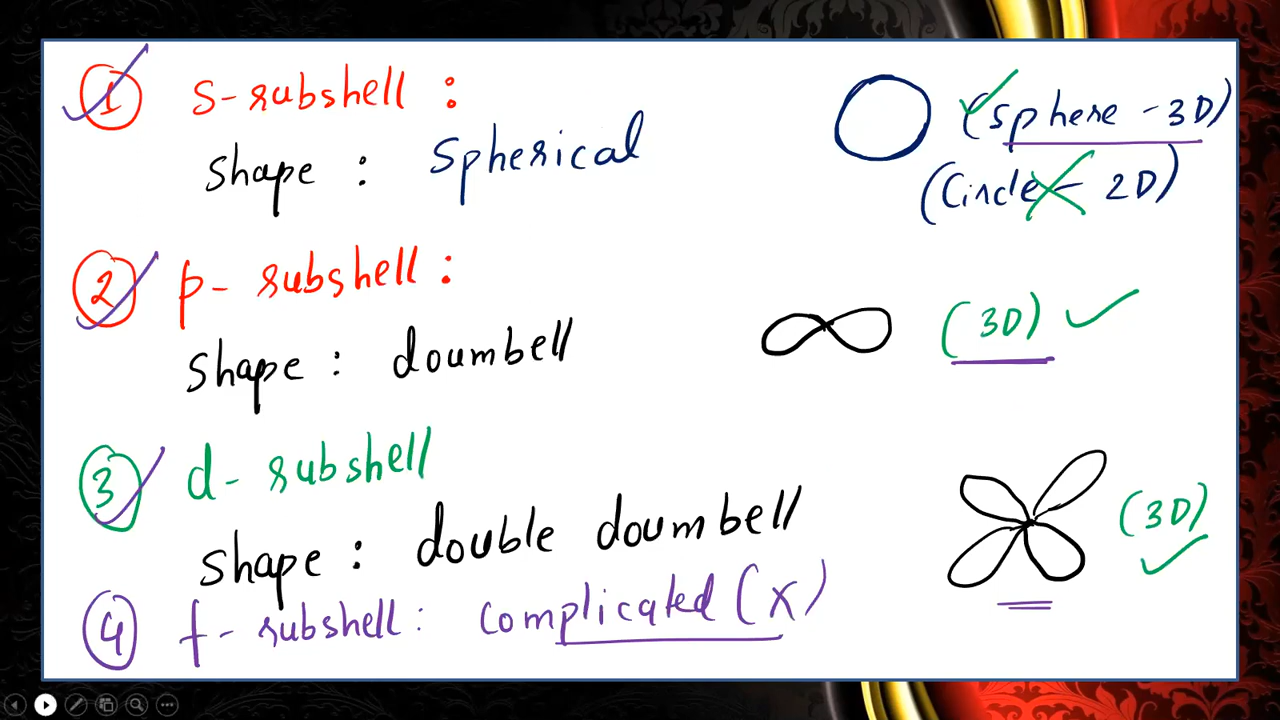 1 s-subshell :
shape : spherical
(sphere - 3D)
(Circle - 2D)
2 p- subshell :
shape : doumbell
(3D)
3 d- subshell
shape : double doumbell
(3D)
4 f- subshell : complicated (x)